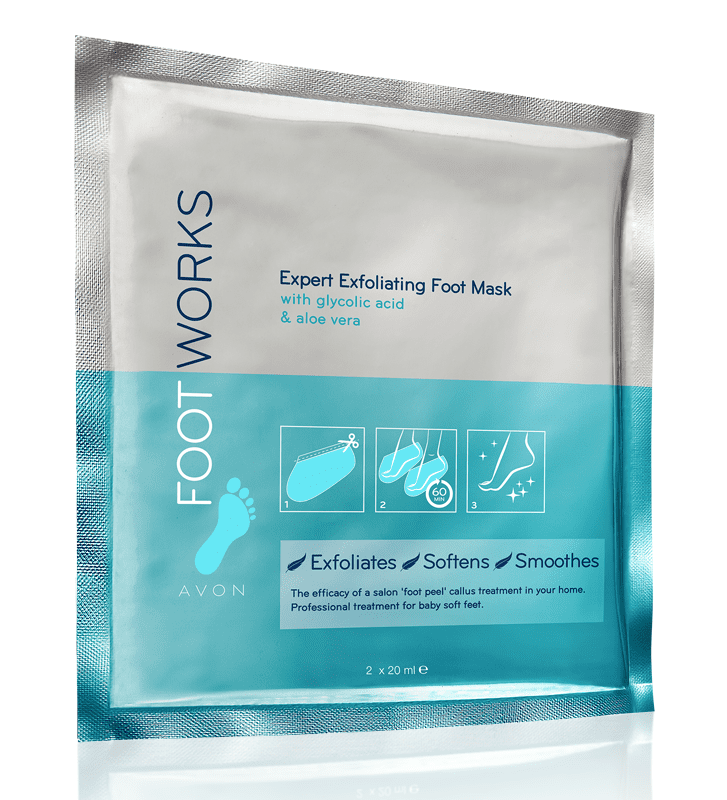 FOOT WORKS
AVON
Expert Exfoliating Foot Mask
with glycolic acid
& aloe vera
1
2
60
MIN
3
Exfoliates Softens Smoothes
The efficacy of a salon 'foot peel' callus treatment in your home.
Professional treatment for baby soft feet.
2 x 20 ml ℮